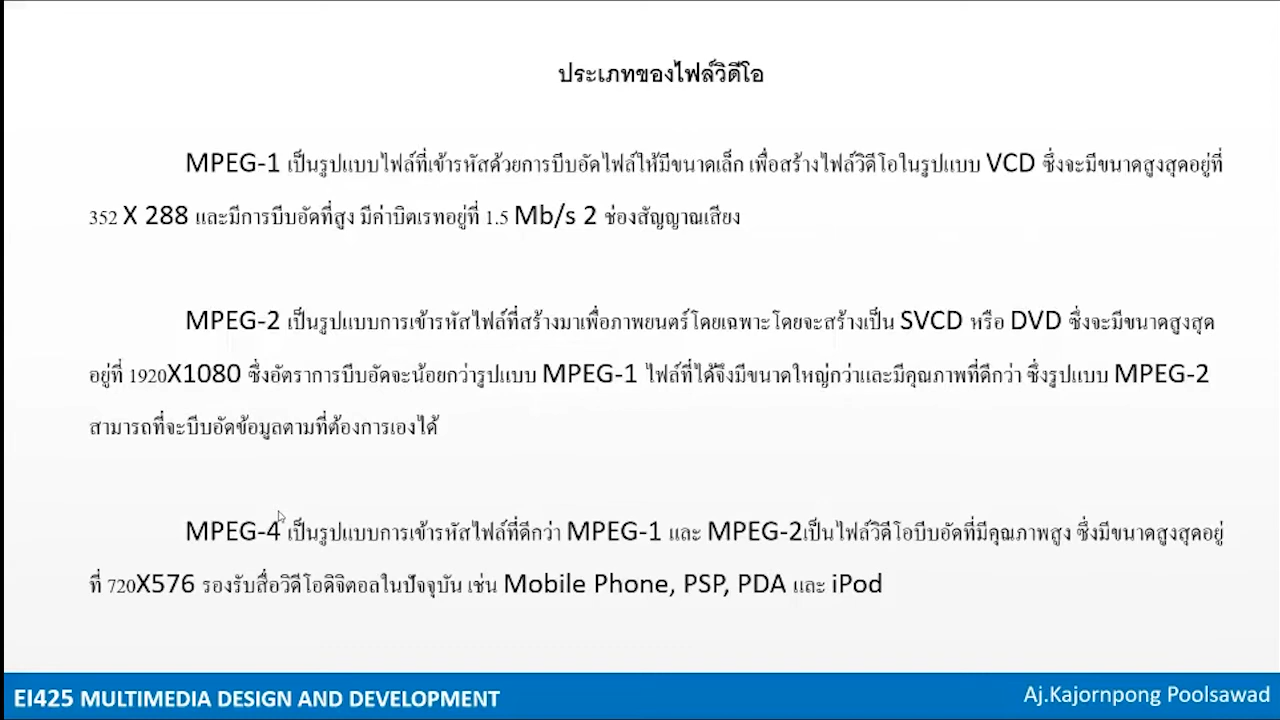 ประเภทของไฟล์วิดีโอ
MPEG-1 เป็นรูปแบบไฟล์ที่เข้ารหัสด้วยการบีบอัดไฟล์ให้มีขนาดเล็ก เพื่อสร้างไฟล์วิดีโอในรูปแบบ VCD ซึ่งจะมีขนาดสูงสุดอยู่ที่
352 X 288 และมีการบีบอัดที่สูง มีค่าบิตเรทอยู่ที่ 1.5 Mb/s 2 ช่องสัญญาณเสียง
MPEG-2 เป็นรูปแบบการเข้ารหัสไฟล์ที่สร้างมาเพื่อภาพยนตร์โดยเฉพาะโดยจะสร้างเป็น SVCD หรือ DVD ซึ่งจะมีขนาดสูงสุด
อยู่ที่ 1920X1080 ซึ่งอัตราการบีบอัดจะน้อยกว่ารูปแบบ MPEG-1 ไฟล์ที่ได้จึงมีขนาดใหญ่กว่าและมีคุณภาพที่ดีกว่า ซึ่งรูปแบบ MPEG-2
สามารถที่จะบีบอัดข้อมูลตามที่ต้องการเองได้
MPEG-4 เป็นรูปแบบการเข้ารหัสไฟล์ที่ดีกว่า MPEG-1 และ MPEG-2เป็นไฟล์วิดีโอบีบอัดที่มีคุณภาพสูง ซึ่งมีขนาดสูงสุดอยู่
ที่ 720X576 รองรับสื่อวิดีโอดิจิตอลในปัจจุบัน เช่น Mobile Phone, PSP, PDA และ iPod
EI425 MULTIMEDIA DESIGN AND DEVELOPMENT
Aj.Kajornpong Poolsawad